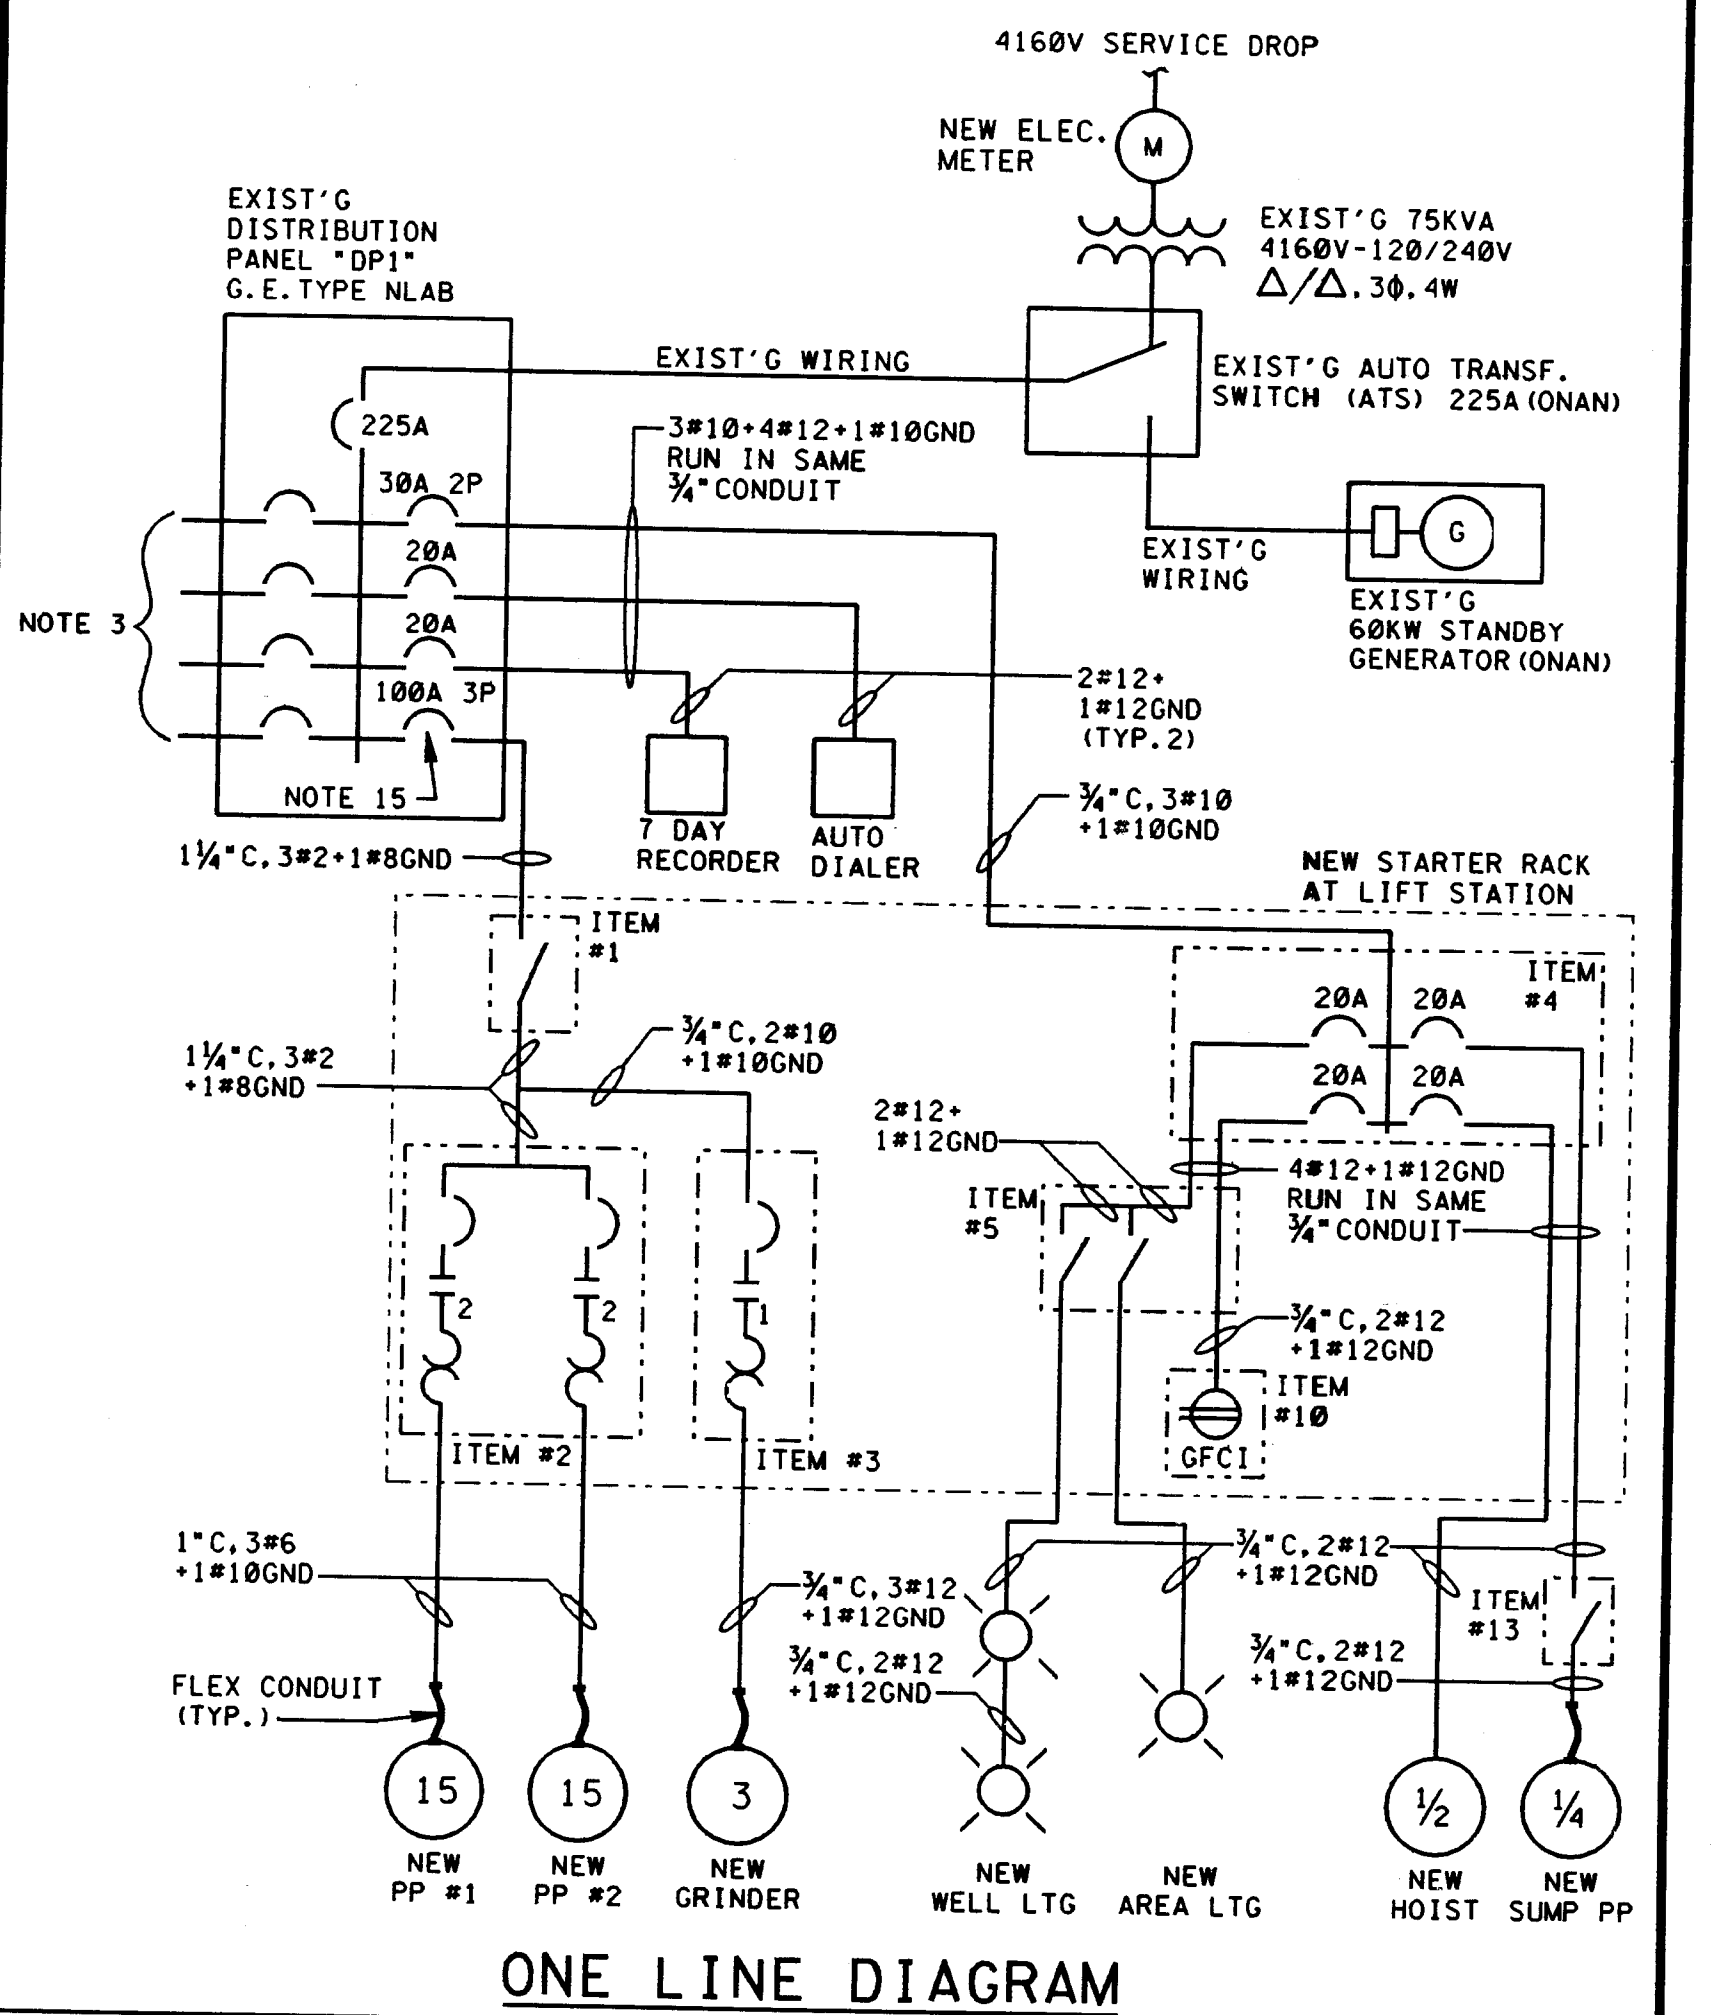 4160V SERVICE DROP
NEW ELEC.
METER
M
EXIST'G 75KVA
4160V-120/240V
Δ/Δ, 3ϕ, 4W
EXIST'G
DISTRIBUTION
PANEL "DP1"
G.E. TYPE NLAB
EXIST'G WIRING
EXIST'G AUTO TRANSF.
SWITCH (ATS) 225A (ONAN)
225A
3#10+4#12+1#10GND
RUN IN SAME
¾" CONDUIT
30A 2P
20A
20A
100A 3P
NOTE 3
NOTE 15
EXIST'G
WIRING
G
EXIST'G
60KW STANDBY
GENERATOR (ONAN)
2#12+
1#12GND
(TYP.2)
7 DAY
RECORDER
AUTO
DIALER
¾"C, 3#10
+1#10GND
1¼"C, 3#2+1#8GND
NEW STARTER RACK
AT LIFT STATION
ITEM
#1
ITEM
#4
20A
20A
20A
20A
1¼"C, 3#2
+1#8GND
¾"C, 2#10
+1#10GND
2#12+
1#12GND
4#12+1#12GND
RUN IN SAME
¾" CONDUIT
ITEM
#5
2
2
1
¾"C, 2#12
+1#12GND
ITEM
#10
GFCI
ITEM #2
ITEM #3
1"C, 3#6
+1#10GND
¾"C, 3#12
+1#12GND
¾"C, 2#12
+1#12GND
¾"C, 2#12
+1#12GND
ITEM
#13
¾"C, 2#12
+1#12GND
FLEX CONDUIT
(TYP.)
15
15
3
½
¼
NEW
PP #1
NEW
PP #2
NEW
GRINDER
NEW
WELL LTG
NEW
AREA LTG
NEW
HOIST
NEW
SUMP PP
ONE LINE DIAGRAM